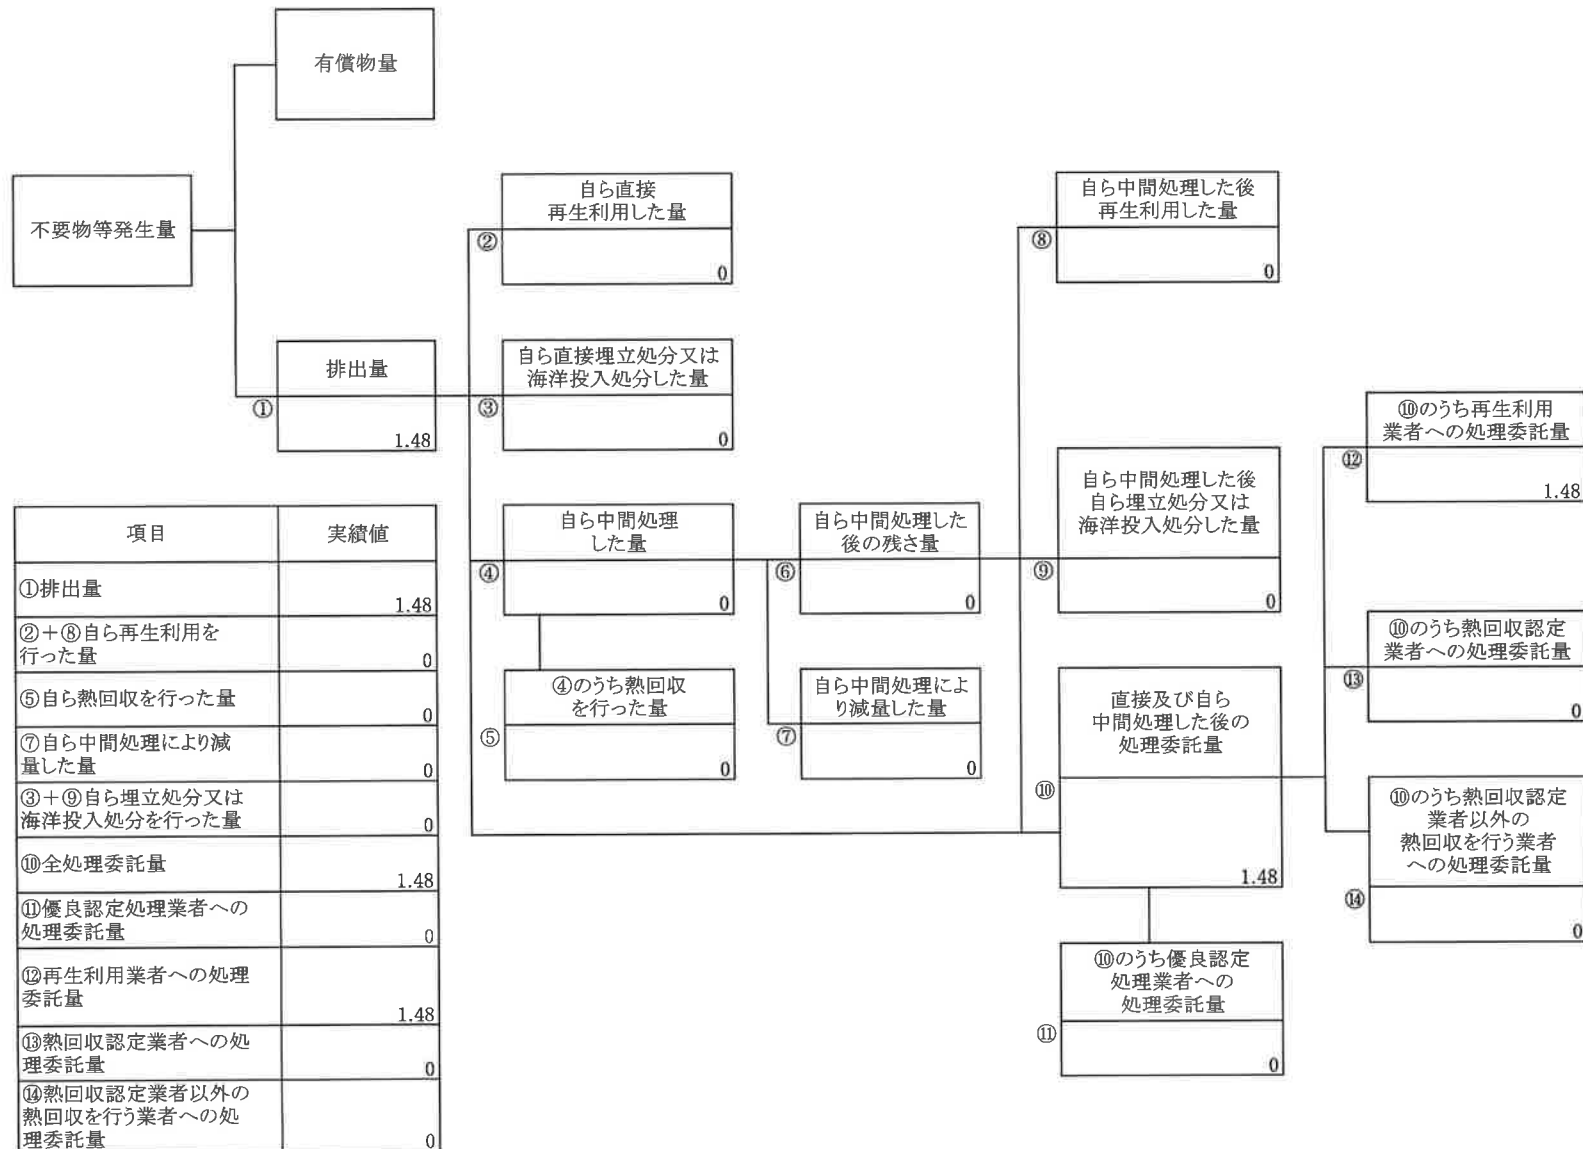 有償物量
不要物等発生量
排出量
①
1.48
自ら直接
再生利用した量
②
0
自ら直接埋立処分又は
海洋投入処分した量
③
0
自ら中間処理
した量
④
0
④のうち熱回収
を行った量
⑤
0
自ら中間処理した
後の残さ量
⑥
0
自ら中間処理によ
り減量した量
⑦
0
自ら中間処理した後
再生利用した量
⑧
0
自ら中間処理した後
自ら埋立処分又は
海洋投入処分した量
⑨
0
直接及び自ら
中間処理した後の
処理委託量
⑩
1.48
⑩のうち優良認定
処理業者への
処理委託量
⑪
0
⑩のうち再生利用
業者への処理委託量
⑫
1.48
⑩のうち熱回収認定
業者への処理委託量
⑬
0
⑩のうち熱回収認定
業者以外の
熱回収を行う業者
への処理委託量
⑭
0
項目 実績値
①排出量
1.48
②+⑧自ら再生利用を
行った量
0
⑤自ら熱回収を行った量
0
⑦自ら中間処理により減
量した量
0
③+⑨自ら埋立処分又は
海洋投入処分を行った量
0
⑩全処理委託量
1.48
⑪優良認定処理業者への
処理委託量
0
⑫再生利用業者への処理
委託量
1.48
⑬熱回収認定業者への処
理委託量
0
⑭熱回収認定業者以外の
熱回収を行う業者への処
理委託量
0